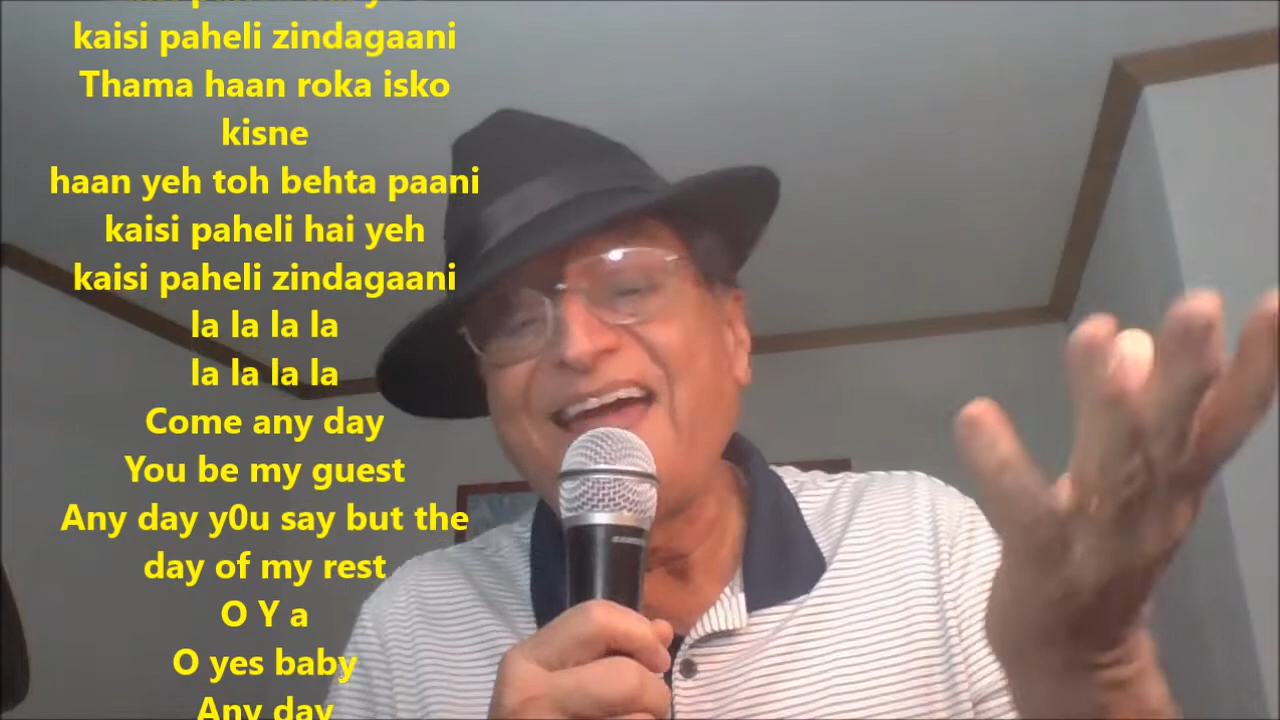 kaisi paheli zindagaani
Thama haan roka isko
kisne
haan yeh toh behta paani
kaisi paheli hai yeh
kaisi paheli zindagaani
la la la la
la la la la
Come any day
You be my guest
Any day y0u say but the
day of my rest
O Y a
O yes baby
Any day